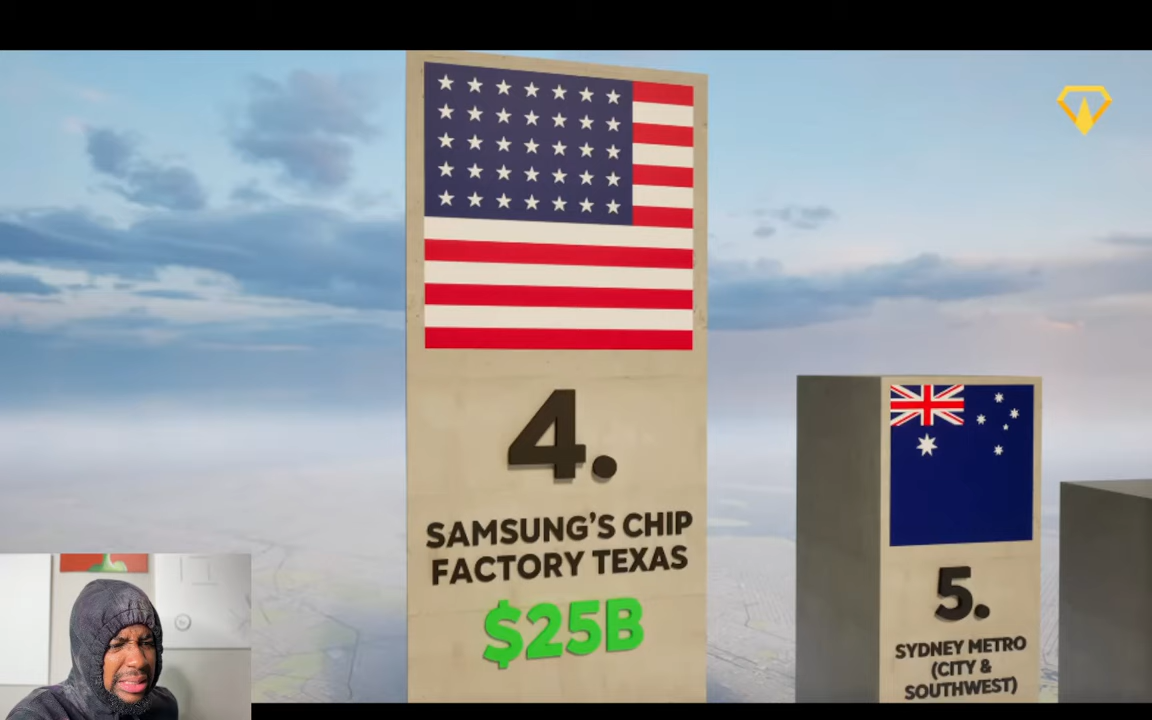 4.
SAMSUNG'S CHIP
FACTORY TEXAS
$25B
5.
SYDNEY METRO
(CITY &
SOUTHWEST)